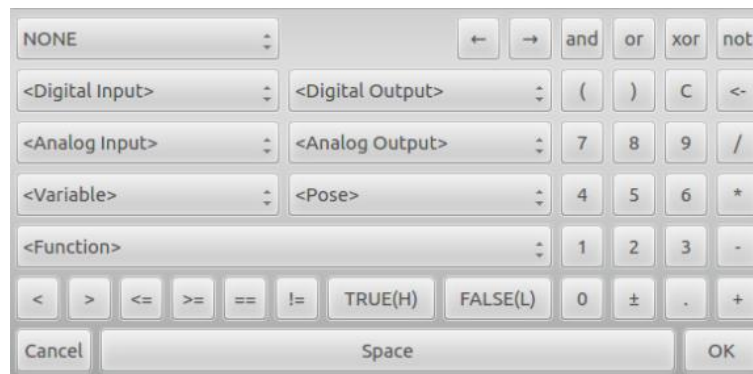 NONE ← → and or xor not
<Digital Input> <Digital Output> ( ) C <-
<Analog Input> <Analog Output> 7 8 9 /
<Variable> <Pose> 4 5 6 *
<Function> 1 2 3 -
< > <= >= == != TRUE(H) FALSE(L) 0 ± . +
Cancel Space OK